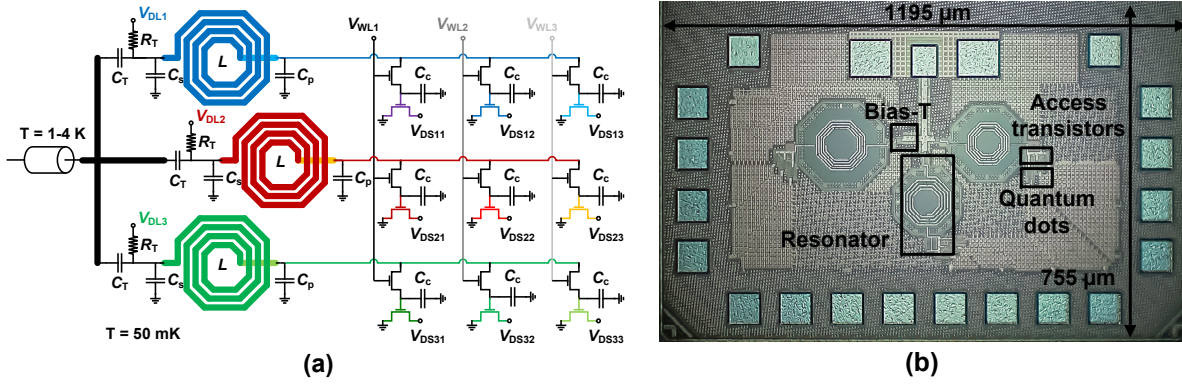 V_DL1
R_T
C_T
C_s
L
C_p
V_WL1
V_WL2
V_WL3
C_c
C_c
C_c
V_DS11
V_DS12
V_DS13
T = 1-4 K
V_DL2
R_T
C_T
C_s
L
C_p
C_c
C_c
C_c
V_DS21
V_DS22
V_DS23
V_DL3
R_T
C_T
C_s
L
C_p
C_c
C_c
C_c
V_DS31
V_DS32
V_DS33
T = 50 mK
(a)
1195 µm
Bias-T
Access
transistors
Quantum
dots
Resonator
755 µm
(b)